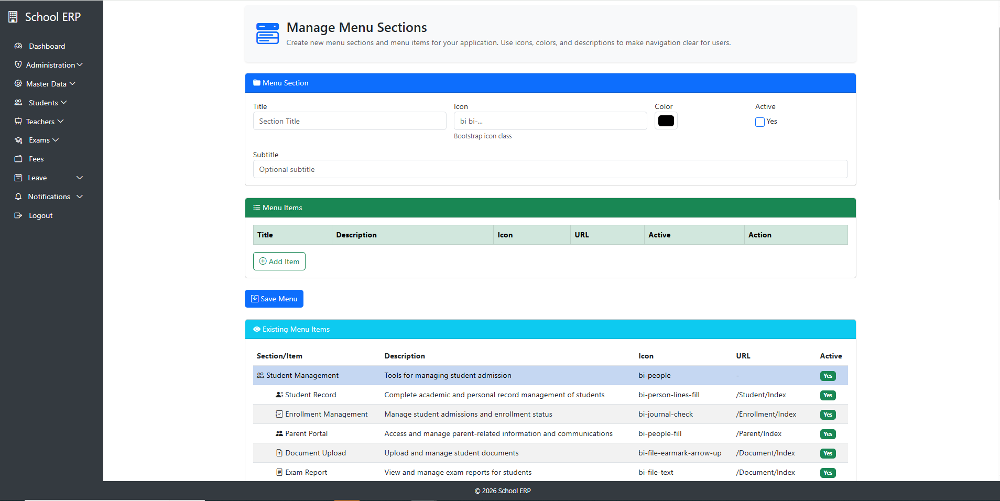 School ERP
Dashboard
Administration
Master Data
Students
Teachers
Exams
Fees
Leave
Notifications
Logout
Manage Menu Sections
Create new menu sections and menu items for your application. Use icons, colors, and descriptions to make navigation clear for users.
Menu Section
Title Icon Color Active
Section Title bi bi-... Yes
Bootstrap icon class
Subtitle
Optional subtitle
Menu Items
Title Description Icon URL Active Action
Add Item
Save Menu
Existing Menu Items
Section/Item Description Icon URL Active
Student Management Tools for managing student admission bi-people - Yes
Student Record Complete academic and personal record management of students bi-person-lines-fill /Student/Index Yes
Enrollment Management Manage student admissions and enrollment status bi-journal-check /Enrollment/Index Yes
Parent Portal Access and manage parent-related information and communications bi-people-fill /Parent/Index Yes
Document Upload Upload and manage student documents bi-file-earmark-arrow-up /Document/Index Yes
Exam Report View and manage exam reports for students bi-file-text /Document/Index Yes
© 2026 School ERP